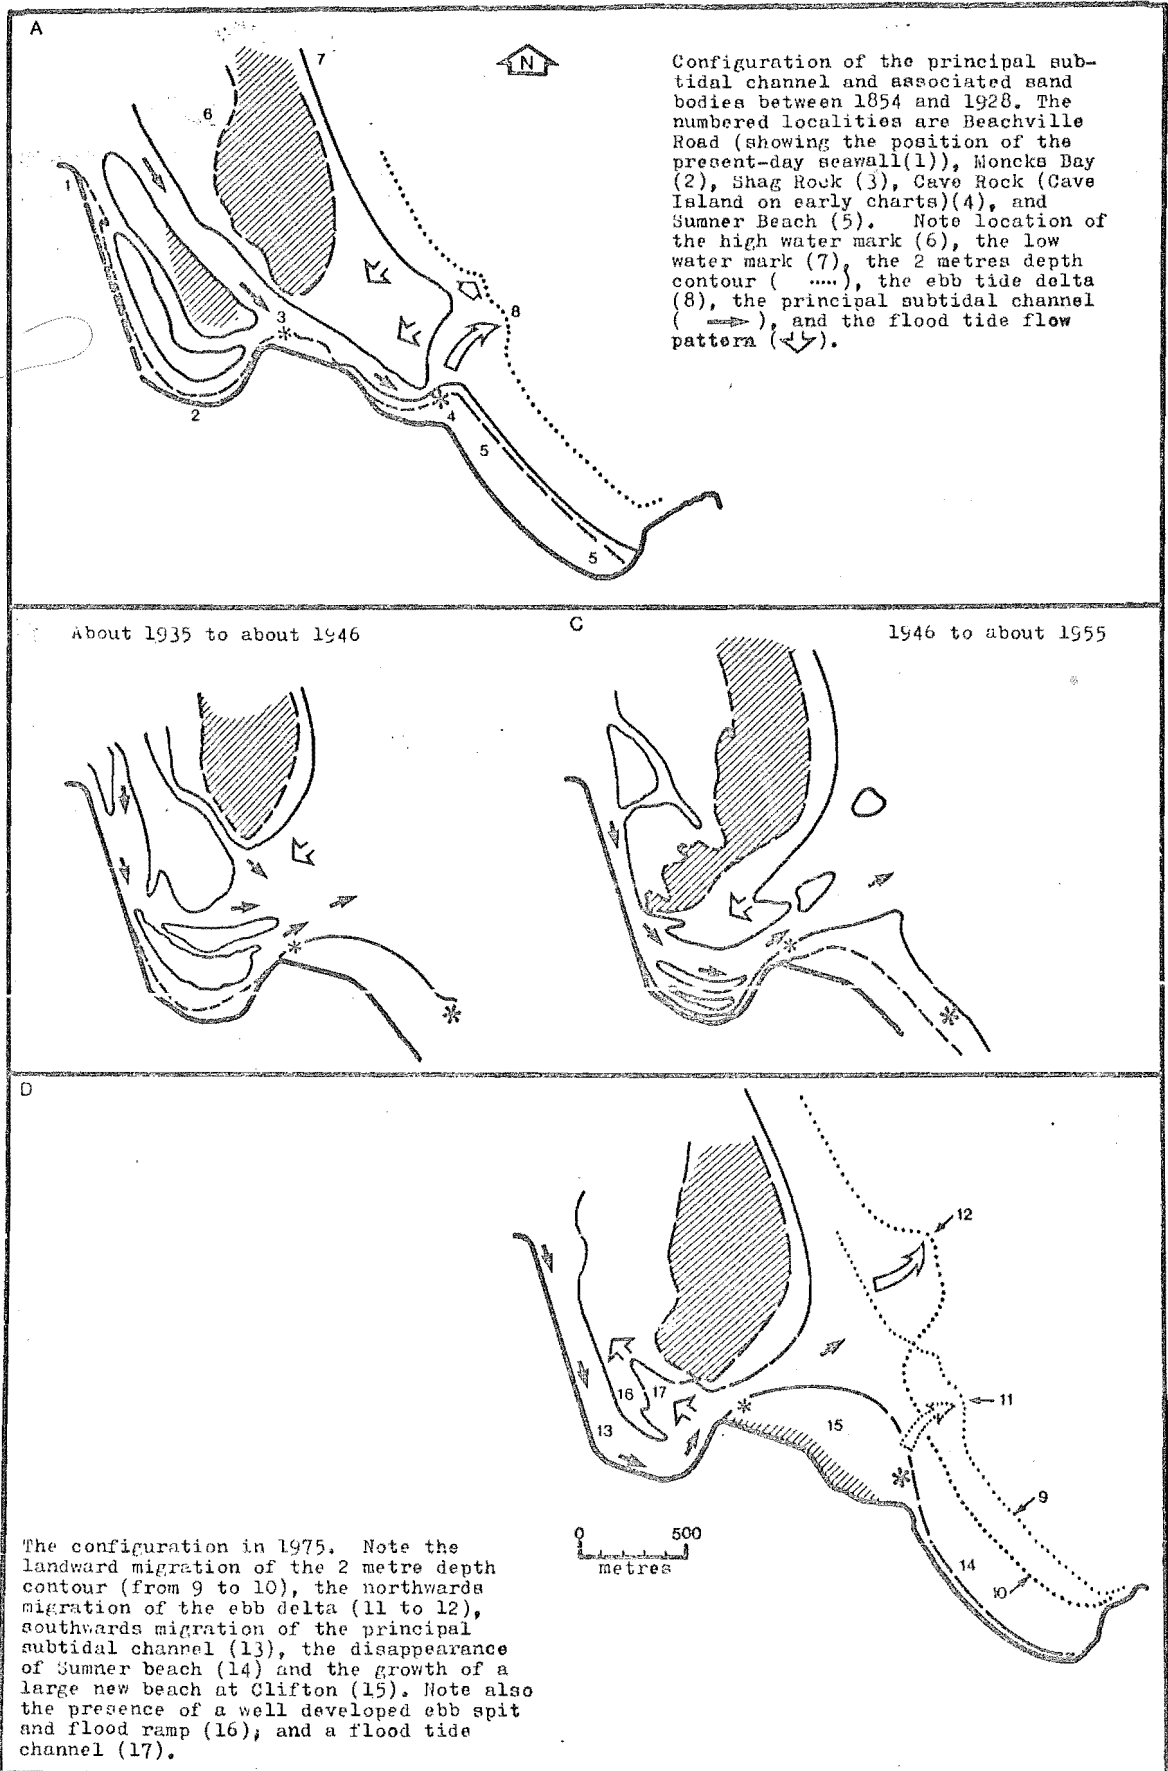 A
7
N
6
1
3
8
2
4
5
5
Configuration of the principal sub-
tidal channel and associated sand
bodies between 1854 and 1928. The
numbered localities are Beachville
Road (showing the position of the
present-day seawall(1)), Moncks Bay
(2), Shag Rock (3), Cave Rock (Cave
Island on early charts)(4), and
Sumner Beach (5). Note location of
the high water mark (6), the low
water mark (7), the 2 metres depth
contour ( ..... ), the ebb tide delta
(8), the principal subtidal channel
( ), and the flood tide flow
pattern ( ).
About 1935 to about 1946
C
1946 to about 1955
D
12
11
16
17
13
15
9
14
10
0 500
metres
The configuration in 1975. Note the
landward migration of the 2 metre depth
contour (from 9 to 10), the northwards
migration of the ebb delta (11 to 12),
southwards migration of the principal
subtidal channel (13), the disappearance
of Sumner beach (14) and the growth of a
large new beach at Clifton (15). Note also
the presence of a well developed ebb spit
and flood ramp (16); and a flood tide
channel (17).